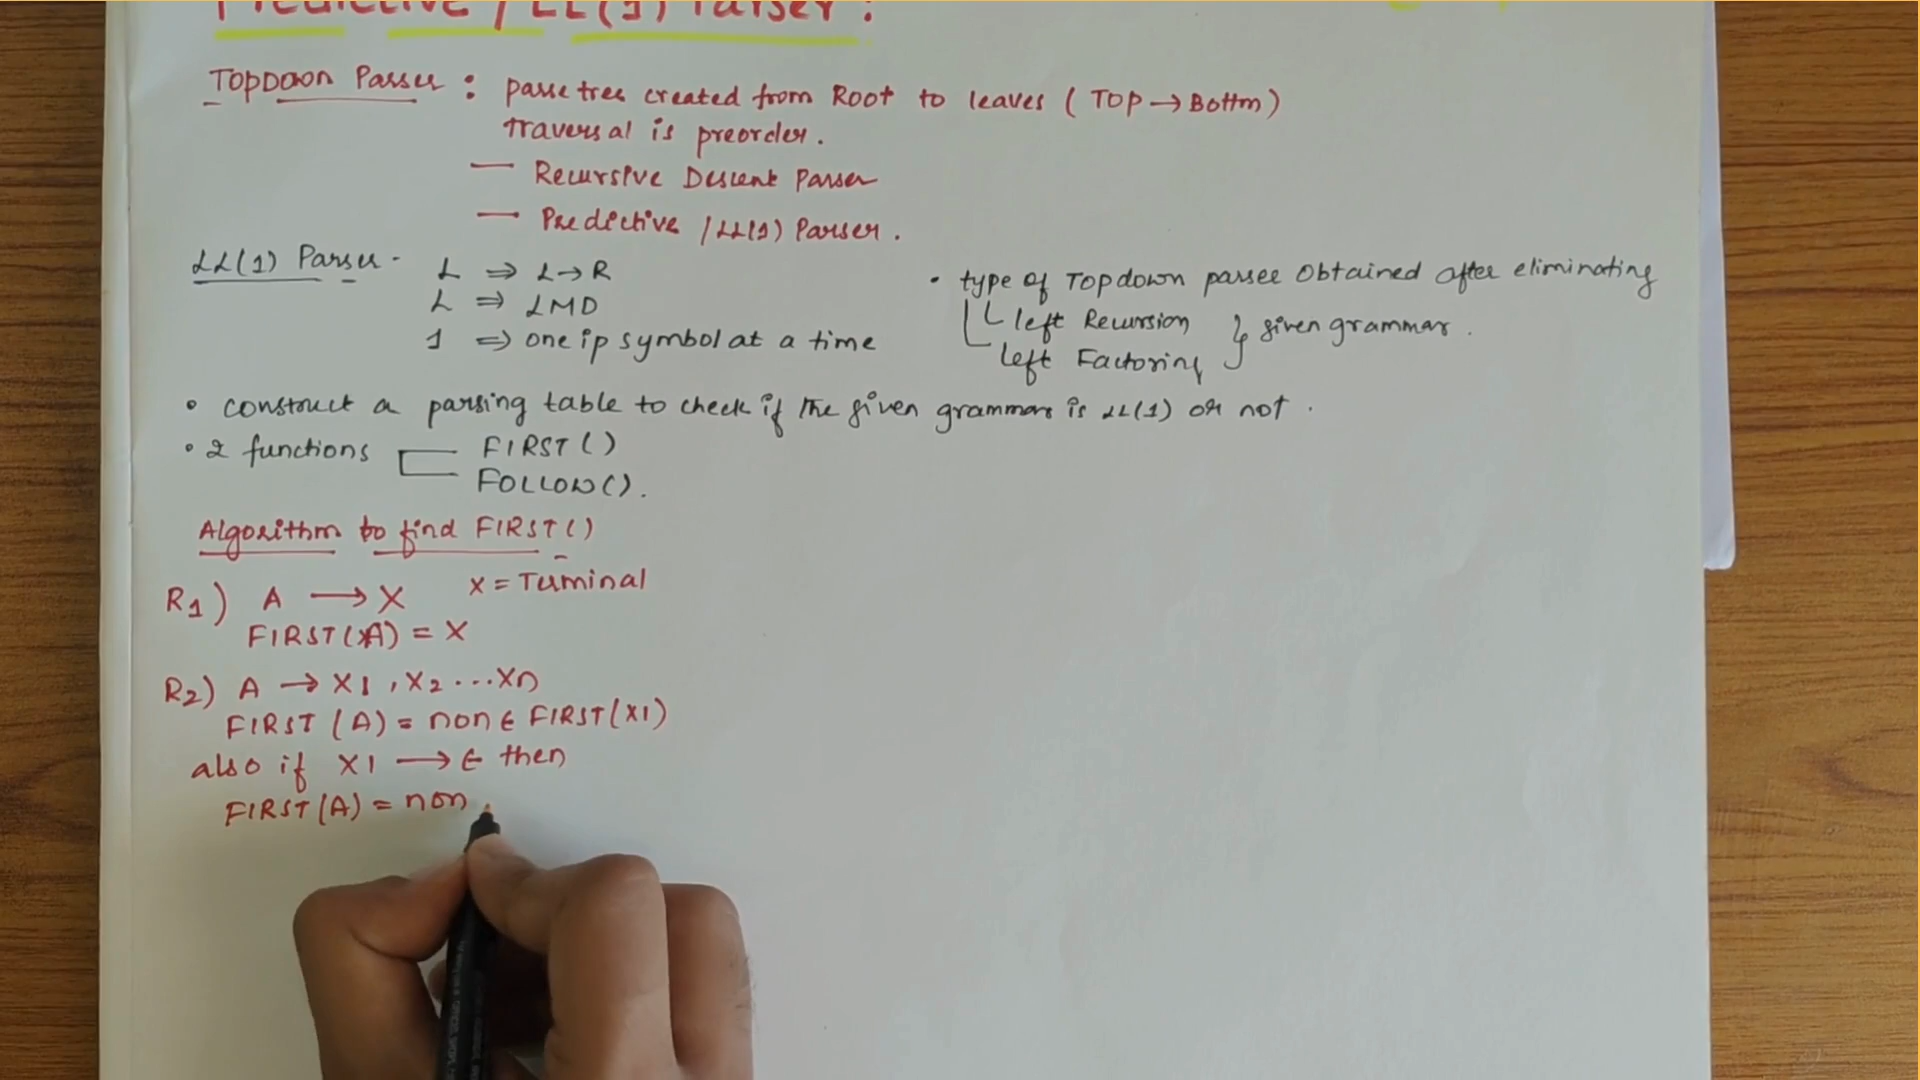 Predictive / LL(1) Parser :
TopDown Parser : parse tree created from Root to leaves ( TOP → Bottm )
Traversal is preorder.
— Recursive Descent Parser
— Predictive / LL(1) Parser .
LL(1) Parser -
L ⇒ L → R
L ⇒ LMD
1 ⇒ one ip symbol at a time
• type of Topdown parser Obtained after eliminating
left Recursion } given grammar .
left Factoring
• construct a parsing table to check if the given grammar is LL(1) or not .
• 2 functions
FIRST ( )
FOLLOW ( ) .
Algorithm to find FIRST ( )
R1 ) A → X X = Terminal
FIRST (A) = X
R2) A → X1 , X2 ... Xn
FIRST (A) = non ∈ FIRST (X1)
also if X1 → ∈ then
FIRST (A) = non